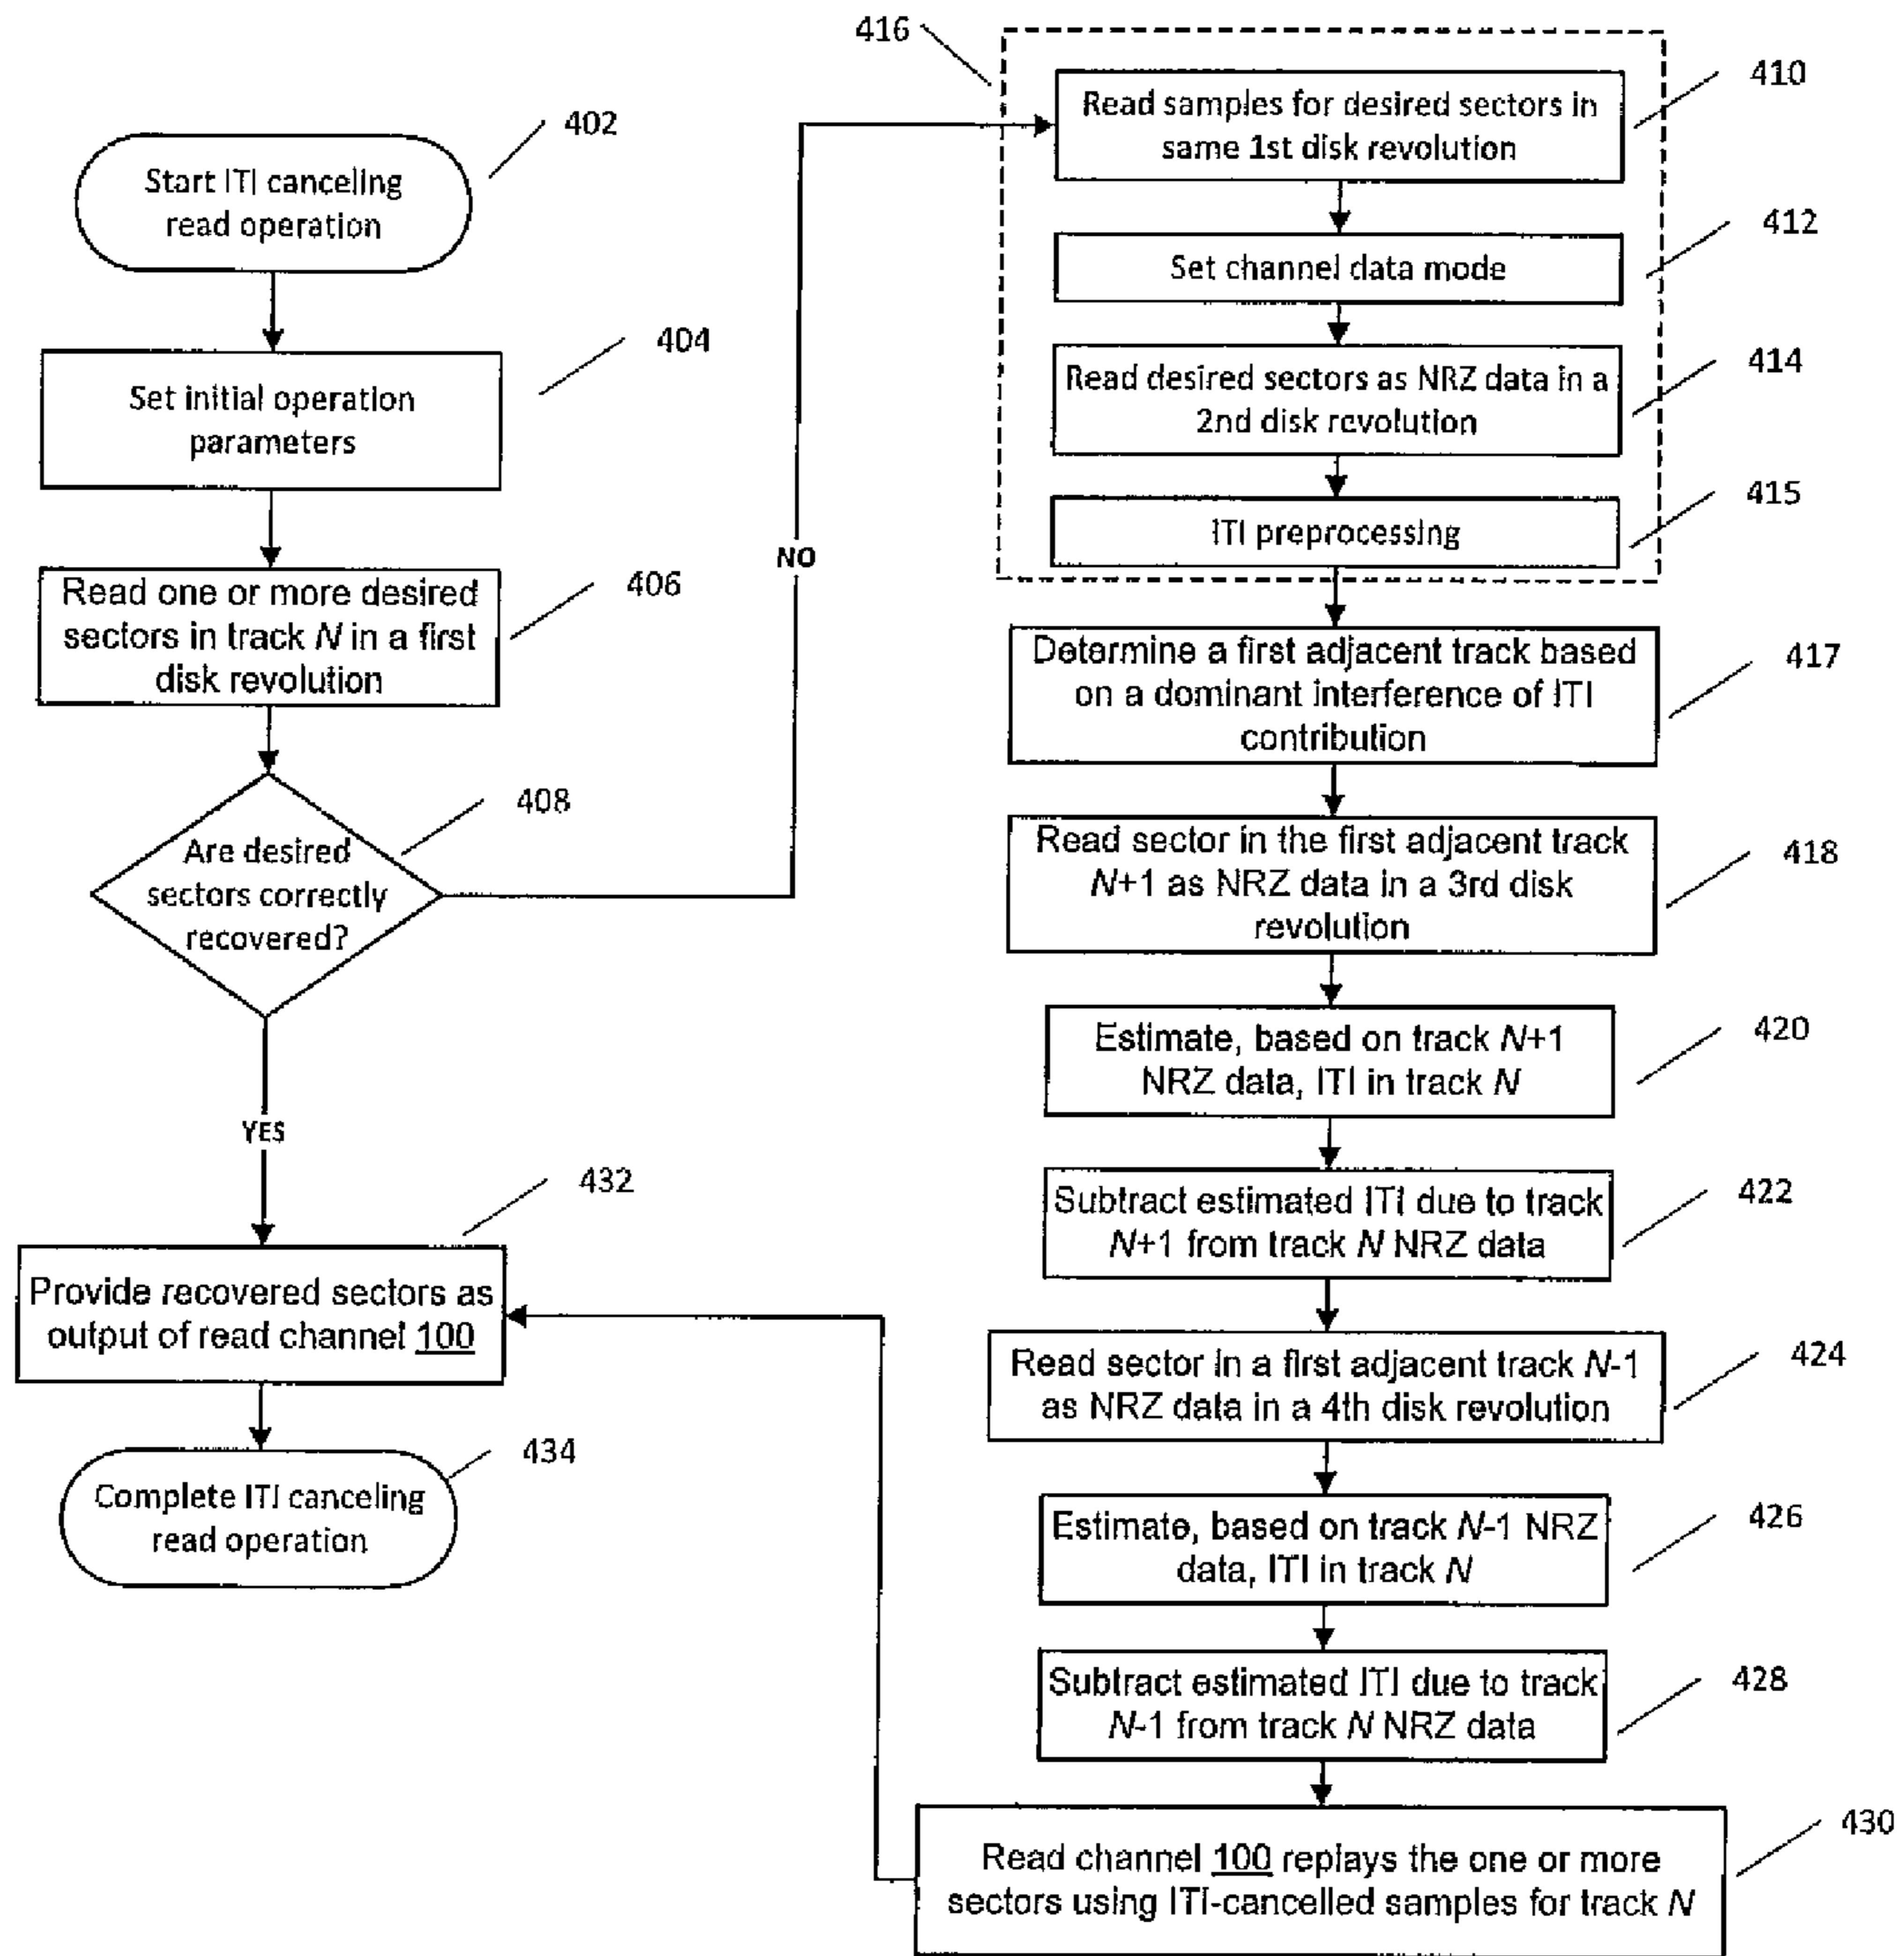 402
Start ITI canceling
read operation
404
Set initial operation
parameters
406
Read one or more desired
sectors in track N in a first
disk revolution
408
Are desired
sectors correctly
recovered?
NO
YES
432
Provide recovered sectors as
output of read channel 100
434
Complete ITI canceling
read operation
416
410
Read samples for desired sectors in
same 1st disk revolution
412
Set channel data mode
414
Read desired sectors as NRZ data in a
2nd disk revolution
415
ITI preprocessing
417
Determine a first adjacent track based
on a dominant interference of ITI
contribution
418
Read sector in the first adjacent track
N+1 as NRZ data in a 3rd disk
revolution
420
Estimate, based on track N+1
NRZ data, ITI in track N
422
Subtract estimated ITI due to track
N+1 from track N NRZ data
424
Read sector in a first adjacent track N-1
as NRZ data in a 4th disk revolution
426
Estimate, based on track N-1 NRZ
data, ITI in track N
428
Subtract estimated ITI due to track
N-1 from track N NRZ data
430
Read channel 100 replays the one or more
sectors using ITI-cancelled samples for track N